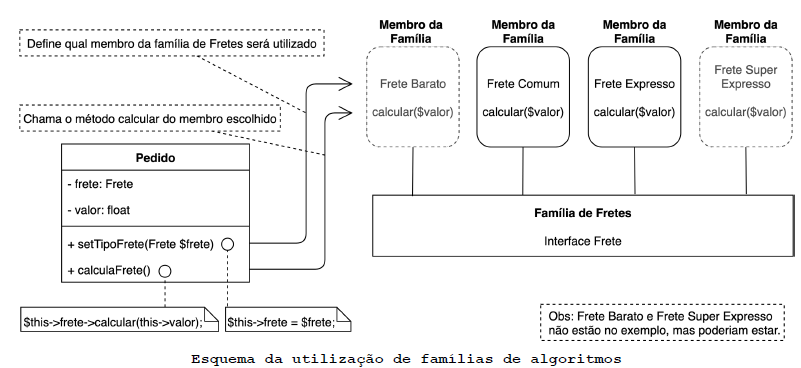 Define qual membro da família de Fretes será utilizado
Chama o método calcular do membro escolhido
Membro da
Família
Frete Barato
calcular($valor)
Membro da
Família
Frete Comum
calcular($valor)
Membro da
Família
Frete Expresso
calcular($valor)
Membro da
Família
Frete Super
Expresso
calcular($valor)
Pedido
- frete: Frete
- valor: float
+ setTipoFrete(Frete $frete)
+ calculaFrete()
$this->frete->calcular(this->valor);
$this->frete = $frete;
Família de Fretes
Interface Frete
Obs: Frete Barato e Frete Super Expresso
não estão no exemplo, mas poderiam estar.
Esquema da utilização de famílias de algoritmos